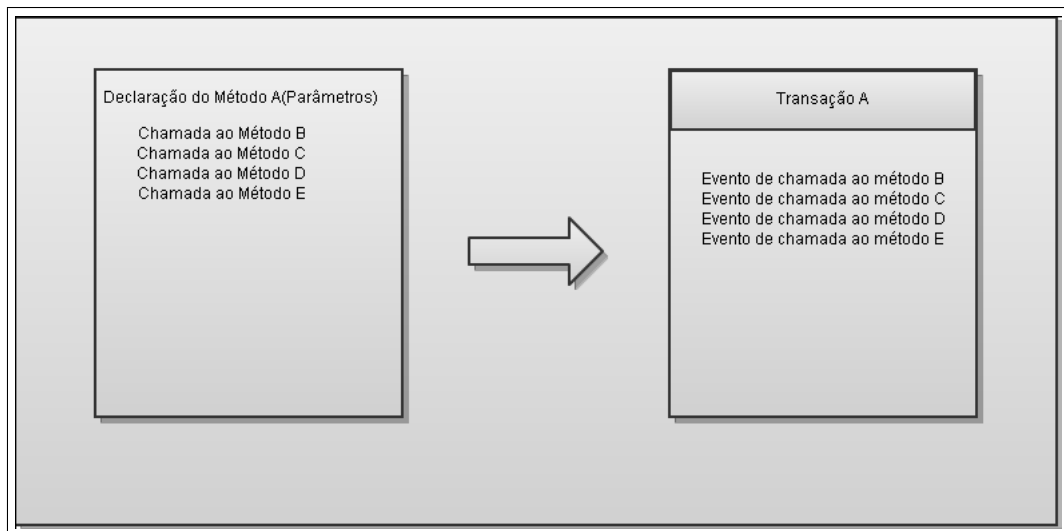 Declaração do Método A(Parâmetros)
Chamada ao Método B
Chamada ao Método C
Chamada ao Método D
Chamada ao Método E
Transação A
Evento de chamada ao método B
Evento de chamada ao método C
Evento de chamada ao método D
Evento de chamada ao método E